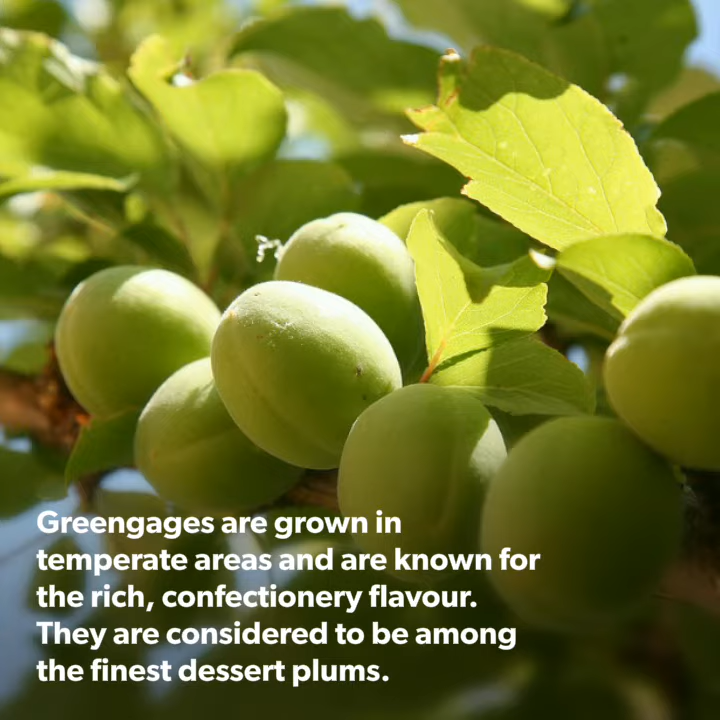 Greengages are grown in
temperate areas and are known for
the rich, confectionery flavour.
They are considered to be among
the finest dessert plums.